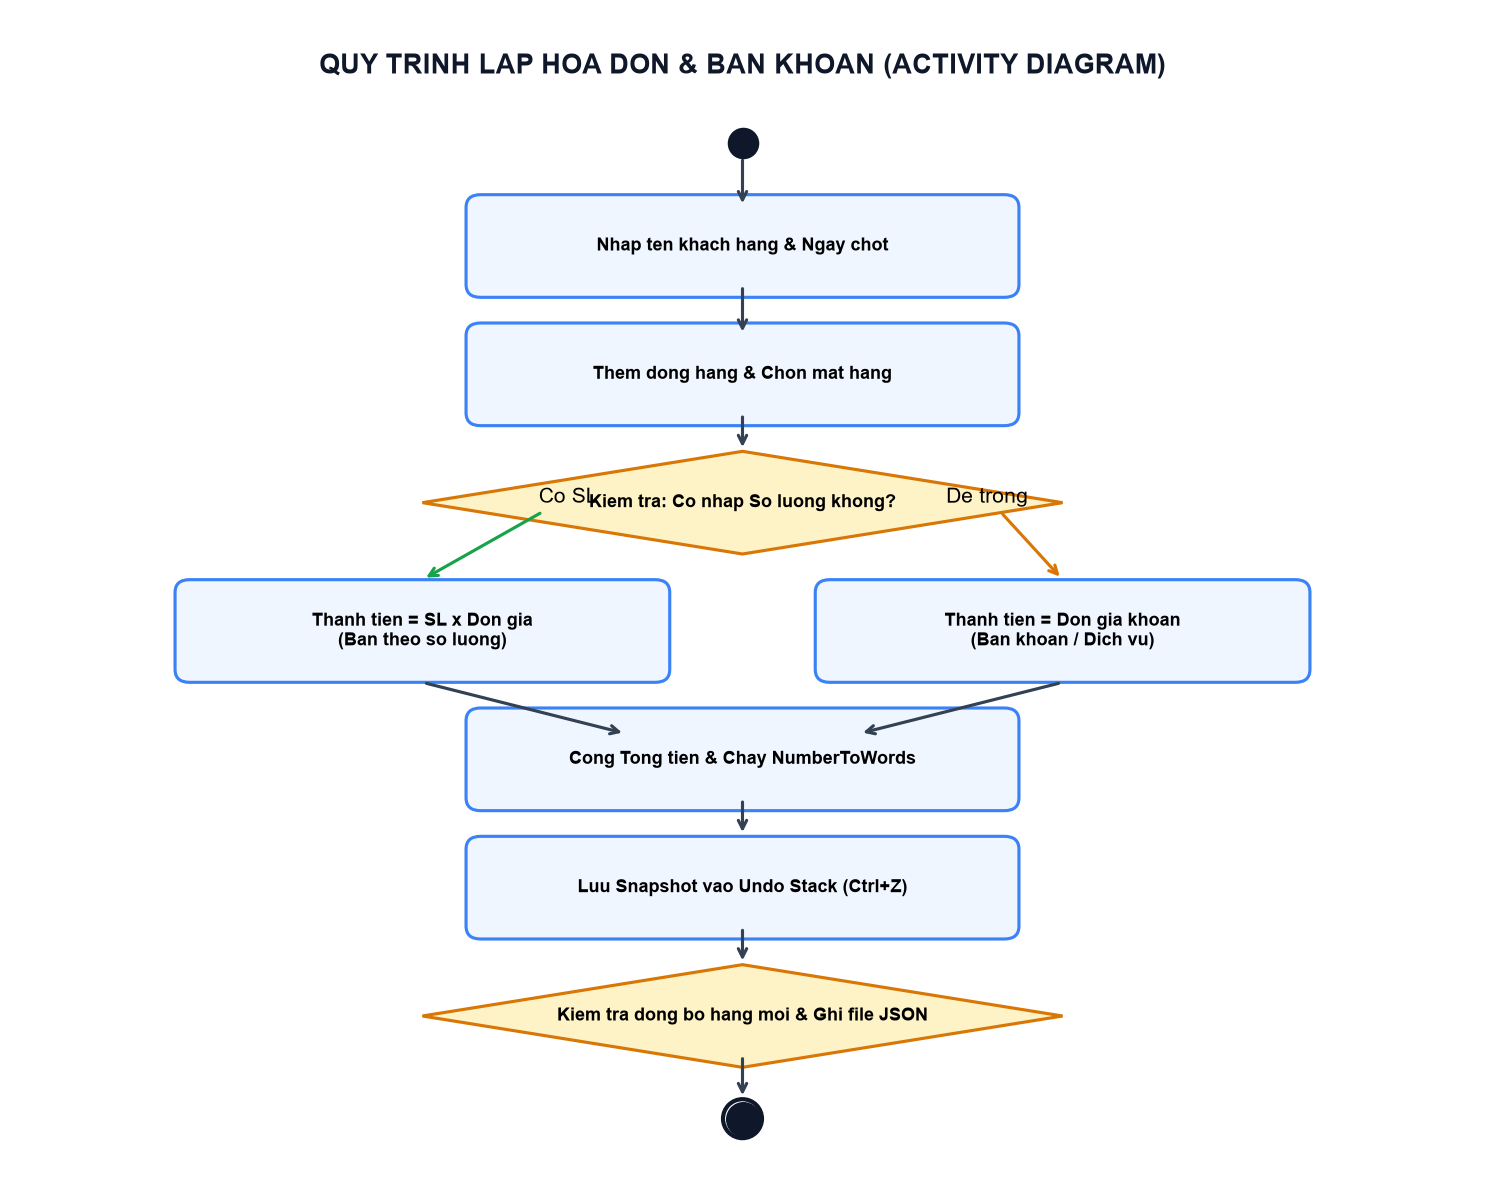 QUY TRINH LAP HOA DON & BAN KHOAN (ACTIVITY DIAGRAM)
Nhap ten khach hang & Ngay chot
Them dong hang & Chon mat hang
Co SL
Kiem tra: Co nhap So luong khong?
De trong
Thanh tien = SL x Don gia
(Ban theo so luong)
Thanh tien = Don gia khoan
(Ban khoan / Dich vu)
Cong Tong tien & Chay NumberToWords
Luu Snapshot vao Undo Stack (Ctrl+Z)
Kiem tra dong bo hang moi & Ghi file JSON